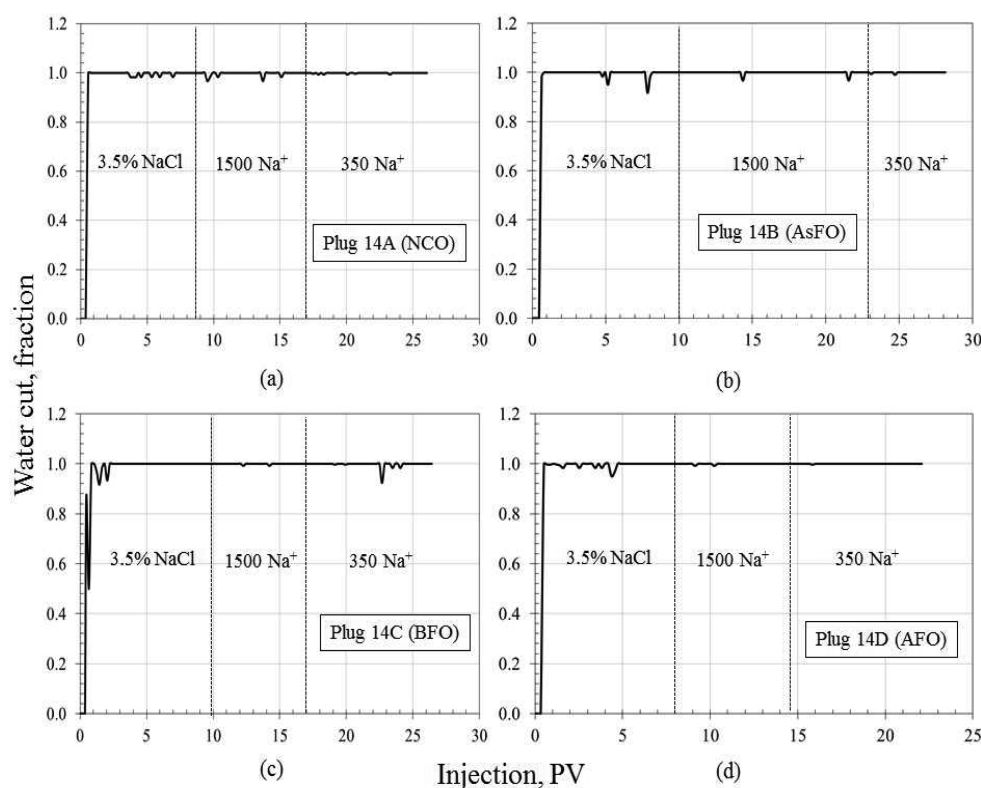 Water cut, fraction
1.2
1.0
0.8
0.6
0.4
0.2
0.0
3.5% NaCl
1500 Na⁺
350 Na⁺
Plug 14A (NCO)
0 5 10 15 20 25 30
(a)
1.2
1.0
0.8
0.6
0.4
0.2
0.0
3.5% NaCl
1500 Na⁺
350 Na⁺
Plug 14B (AsFO)
0 5 10 15 20 25 30
(b)
1.2
1.0
0.8
0.6
0.4
0.2
0.0
3.5% NaCl
1500 Na⁺
350 Na⁺
Plug 14C (BFO)
0 5 10 15 20 25 30
(c)
1.2
1.0
0.8
0.6
0.4
0.2
0.0
3.5% NaCl
1500 Na⁺
350 Na⁺
Plug 14D (AFO)
0 5 10 15 20 25
(d)
Injection, PV